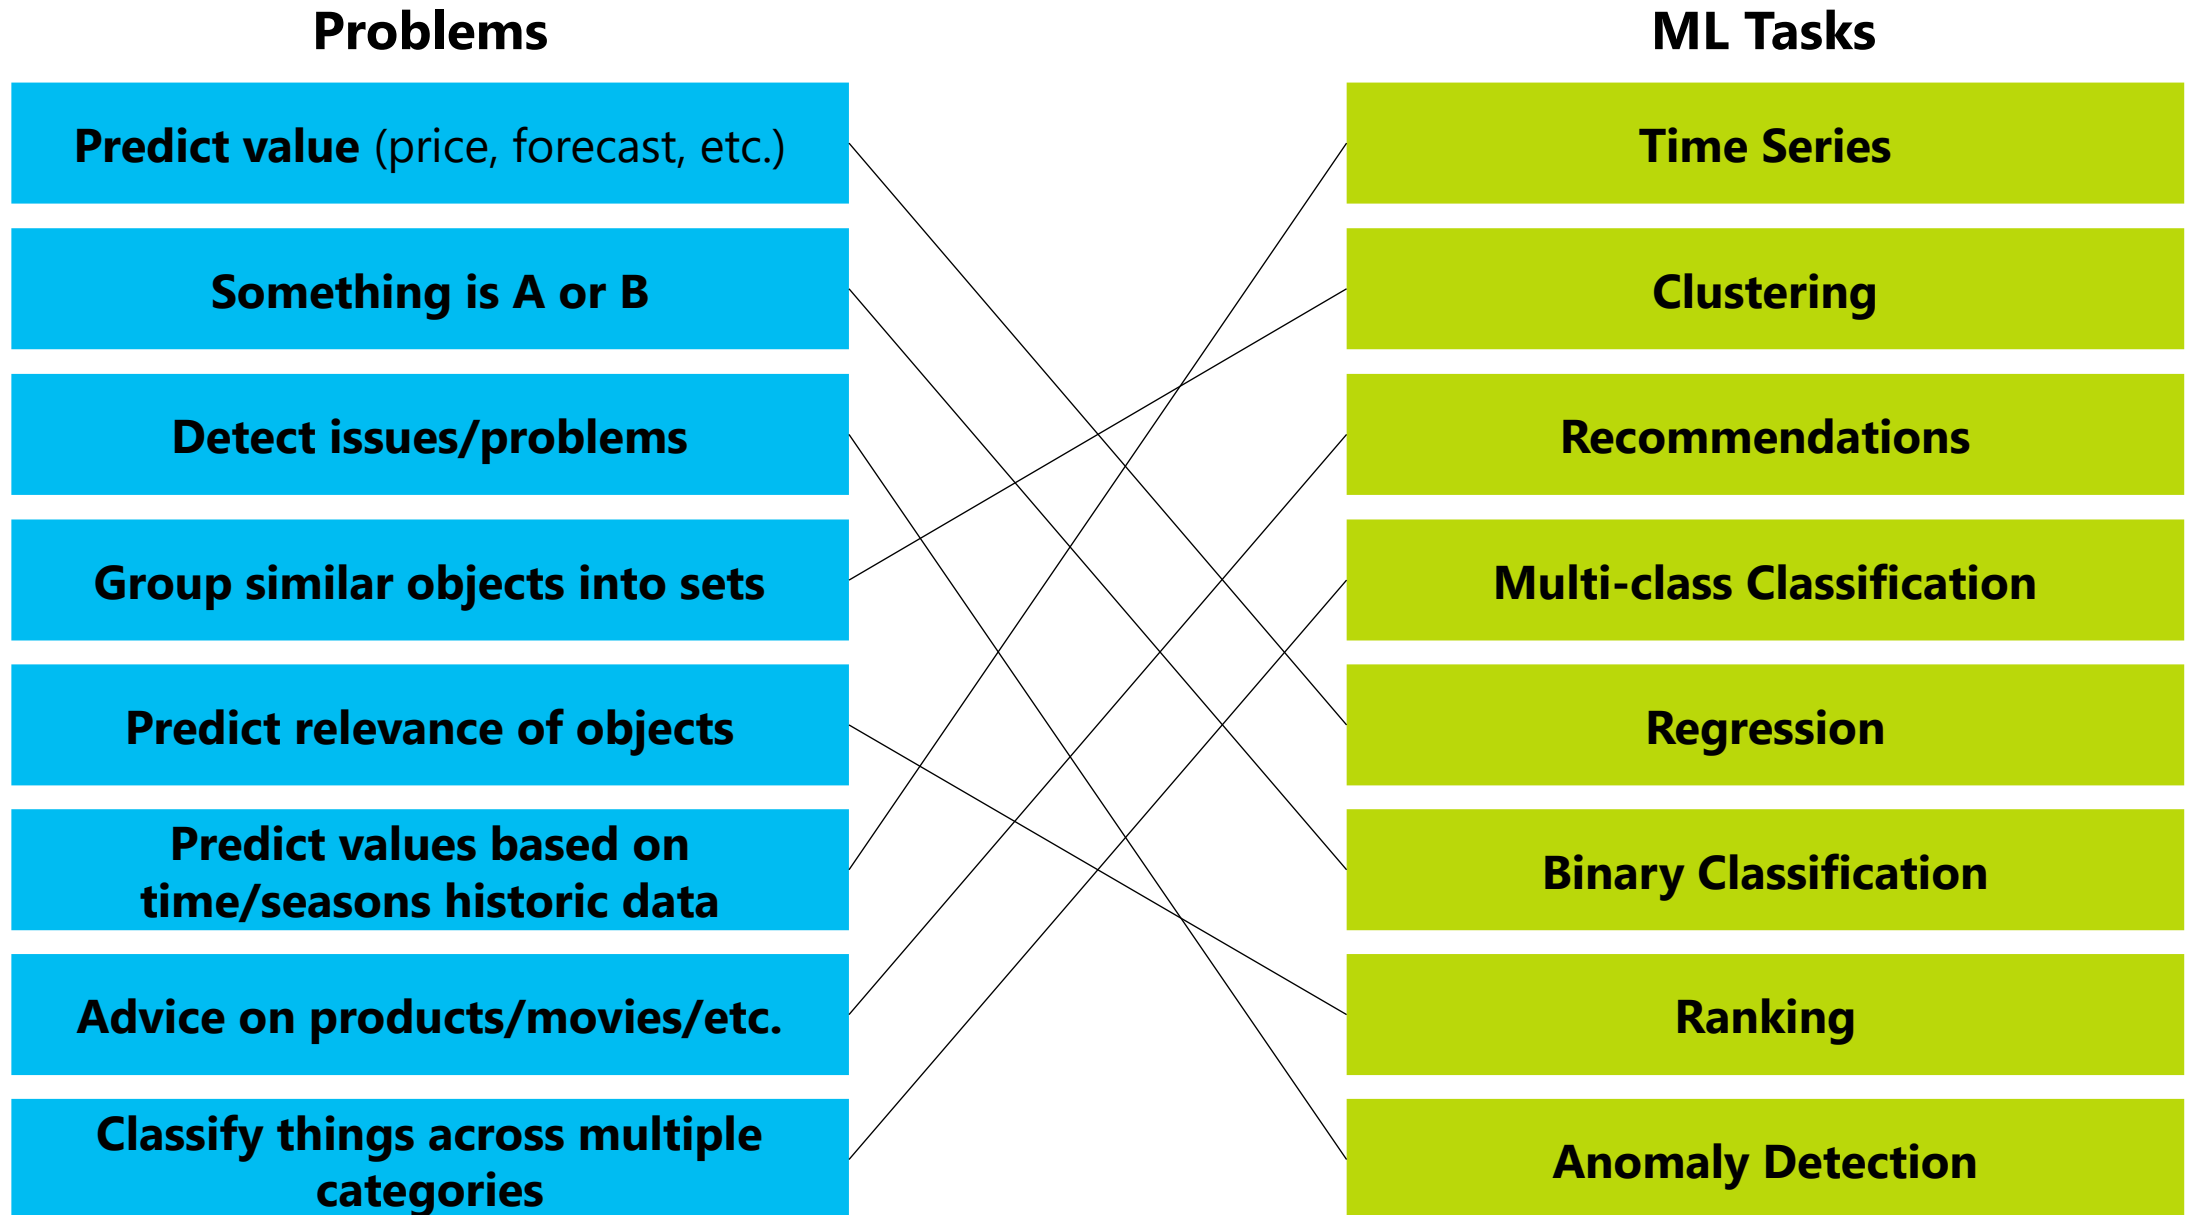 Problems
ML Tasks
Predict value (price, forecast, etc.)
Time Series
Something is A or B
Clustering
Detect issues/problems
Recommendations
Group similar objects into sets
Multi-class Classification
Predict relevance of objects
Regression
Predict values based on
time/seasons historic data
Binary Classification
Advice on products/movies/etc.
Ranking
Classify things across multiple
categories
Anomaly Detection